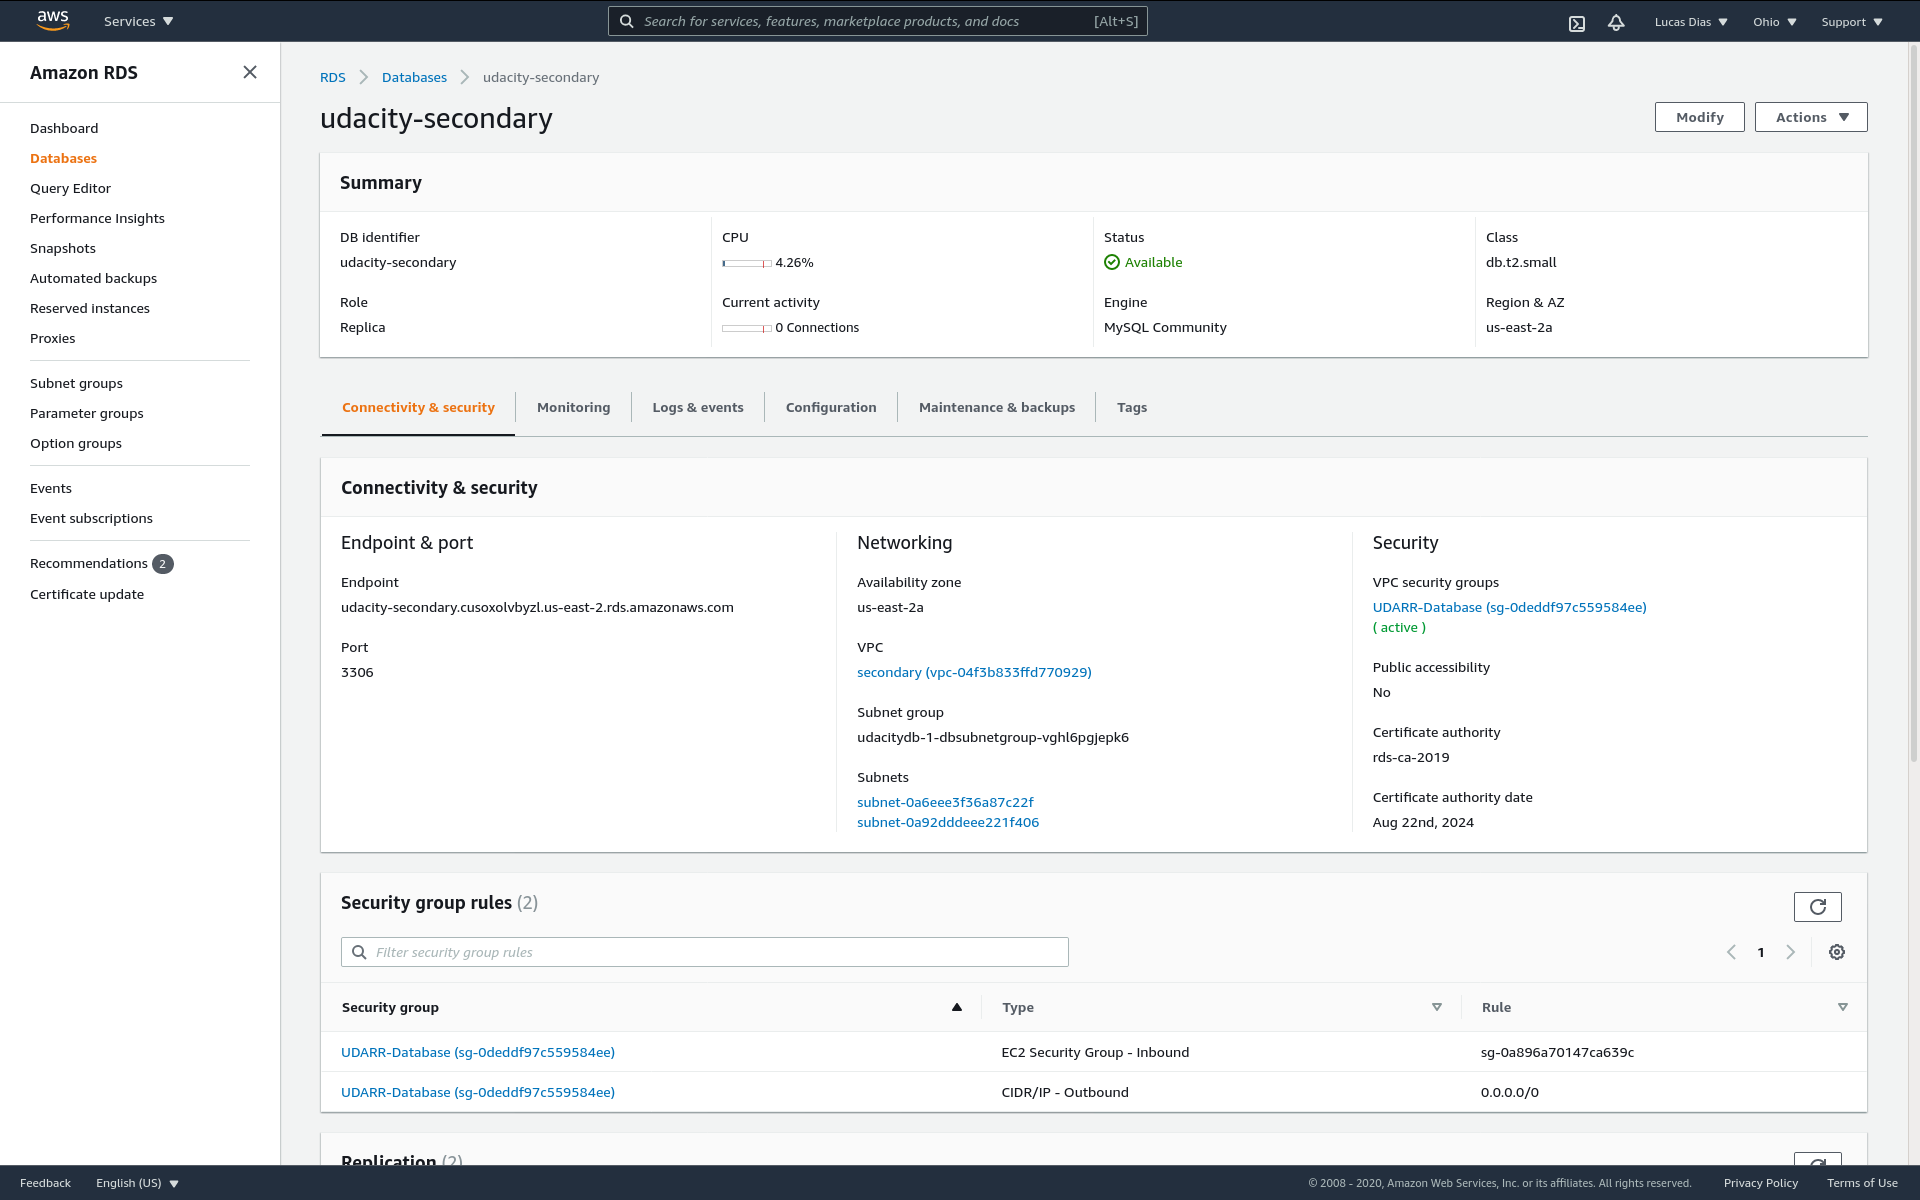 aws Services Search for services, features, marketplace products, and docs [Alt+S] Lucas Dias Ohio Support
Amazon RDS
Dashboard
Databases
Query Editor
Performance Insights
Snapshots
Automated backups
Reserved instances
Proxies
Subnet groups
Parameter groups
Option groups
Events
Event subscriptions
Recommendations 2
Certificate update
RDS Databases udacity-secondary
udacity-secondary
Modify Actions
Summary
DB identifier
udacity-secondary
Role
Replica
CPU
4.26%
Current activity
0 Connections
Status
Available
Engine
MySQL Community
Class
db.t2.small
Region & AZ
us-east-2a
Connectivity & security Monitoring Logs & events Configuration Maintenance & backups Tags
Connectivity & security
Endpoint & port
Endpoint
udacity-secondary.cusoxolvbyzl.us-east-2.rds.amazonaws.com
Port
3306
Networking
Availability zone
us-east-2a
VPC
secondary (vpc-04f3b833ffd770929)
Subnet group
udacitydb-1-dbsubnetgroup-vghl6pgjepk6
Subnets
subnet-0a6eee3f36a87c22f
subnet-0a92dddeee221f406
Security
VPC security groups
UDARR-Database (sg-0deddf97c559584ee)
( active )
Public accessibility
No
Certificate authority
rds-ca-2019
Certificate authority date
Aug 22nd, 2024
Security group rules (2)
Filter security group rules 1
Security group Type Rule
UDARR-Database (sg-0deddf97c559584ee) EC2 Security Group - Inbound sg-0a896a70147ca639c
UDARR-Database (sg-0deddf97c559584ee) CIDR/IP - Outbound 0.0.0.0/0
Replication (2)
Feedback English (US) © 2008 - 2020, Amazon Web Services, Inc. or its affiliates. All rights reserved. Privacy Policy Terms of Use